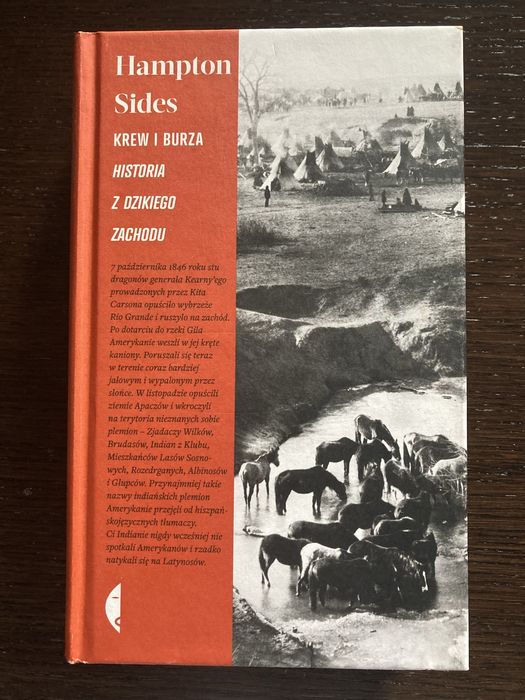 Hampton
Sides
KREW I BURZA
HISTORIA
Z DZIKIEGO
ZACHODU
7 października 1846 roku stu
dragonów generała Kearny'ego
prowadzonych przez Kita
Carsona opuściło wybrzeże
Rio Grande i ruszyło na zachód.
Po dotarciu do rzeki Gila
Amerykanie weszli w jej kręte
kaniony. Poruszali się teraz
w terenie coraz bardziej
jałowym i wypalonym przez
słońce. W listopadzie opuścili
ziemie Apaczów i wkroczyli
na terytoria nieznanych sobie
plemion – Zjadaczy Wilków,
Brudasów, Indian z Klubu,
Mieszkańców Lasów Sosno-
wych, Rozedrganych, Albinosów
i Głupców. Przynajmniej takie
nazwy indiańskich plemion
Amerykanie przejęli od hiszpań-
skojęzycznych tłumaczy.
Ci Indianie nigdy wcześniej nie
spotkali Amerykanów i rzadko
natykali się na Latynosów.